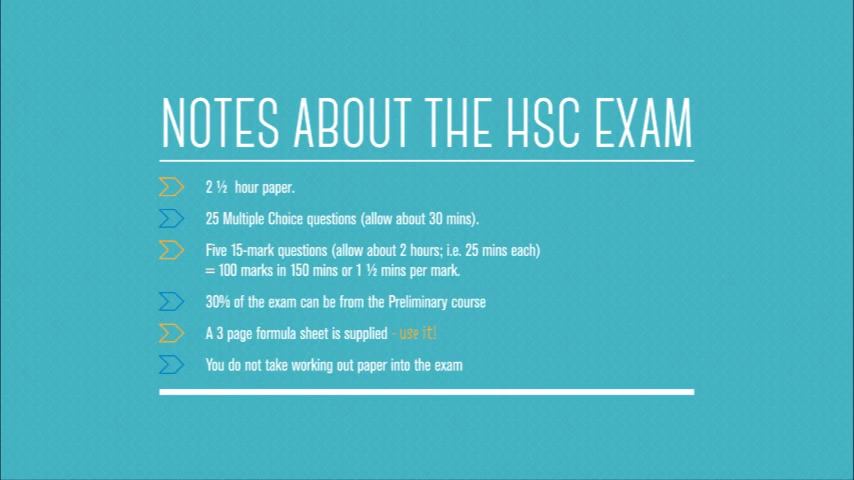 NOTES ABOUT THE HSC EXAM
2 ½ hour paper.
25 Multiple Choice questions (allow about 30 mins).
Five 15-mark questions (allow about 2 hours; i.e. 25 mins each)
= 100 marks in 150 mins or 1 ½ mins per mark.
30% of the exam can be from the Preliminary course
A 3 page formula sheet is supplied - use it!
You do not take working out paper into the exam